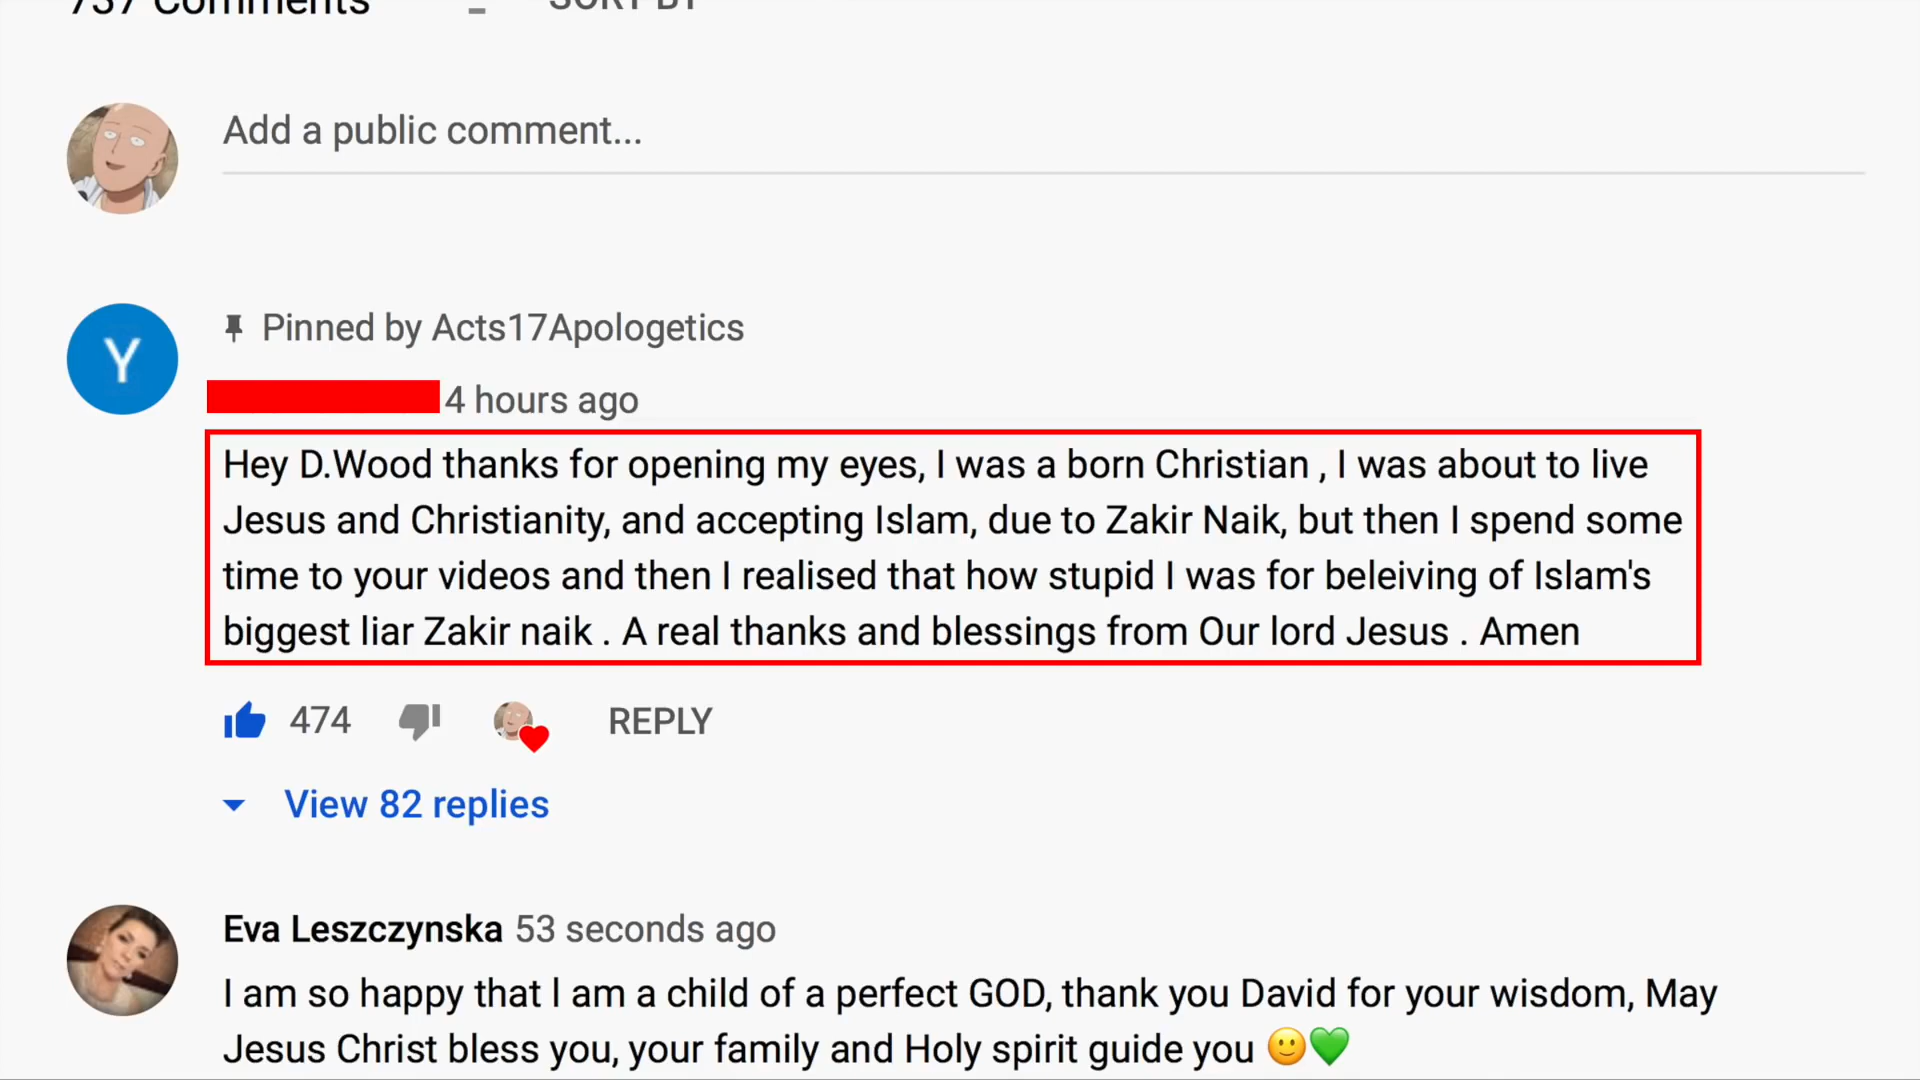 737 Comments SORT BY
Add a public comment...
Y
Pinned by Acts17Apologetics
4 hours ago
Hey D.Wood thanks for opening my eyes, I was a born Christian , I was about to live
Jesus and Christianity, and accepting Islam, due to Zakir Naik, but then I spend some
time to your videos and then I realised that how stupid I was for beleiving of Islam's
biggest liar Zakir naik . A real thanks and blessings from Our lord Jesus . Amen
474 REPLY
View 82 replies
Eva Leszczynska 53 seconds ago
I am so happy that I am a child of a perfect GOD, thank you David for your wisdom, May
Jesus Christ bless you, your family and Holy spirit guide you 🙂💚